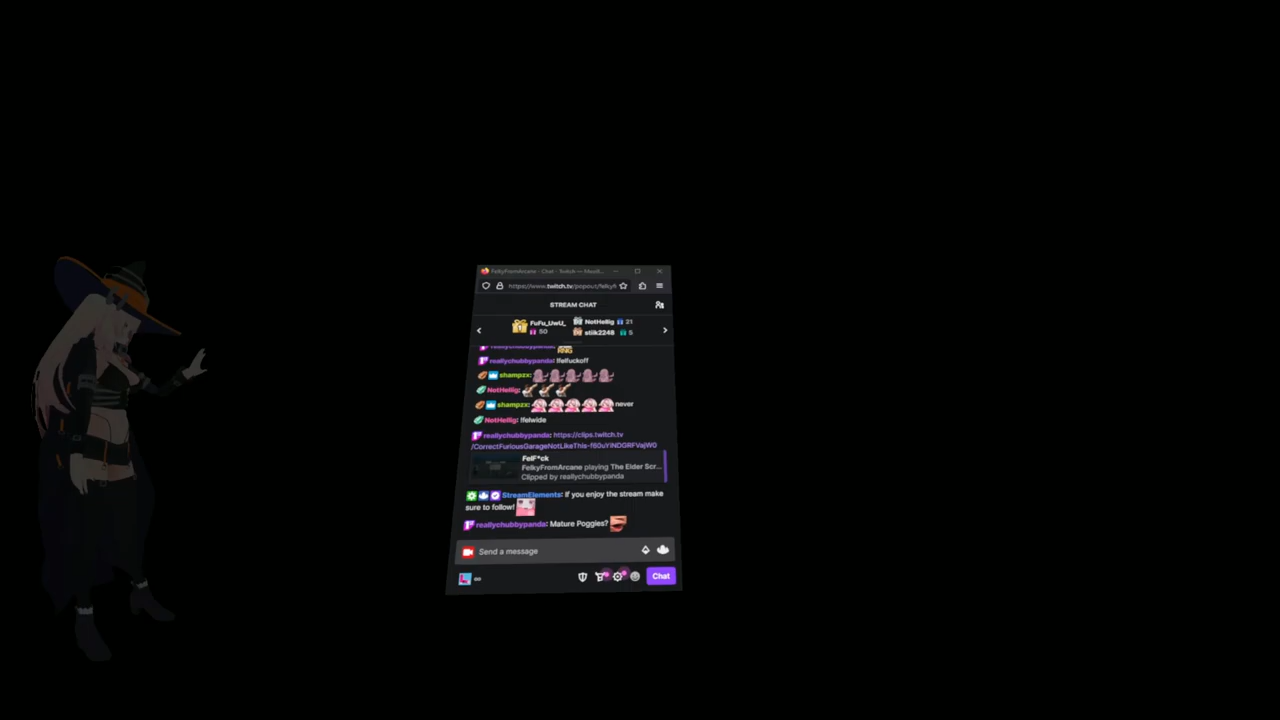 FelkyFromArcane - Chat - Twitch — Mozill...
https://www.twitch.tv/popout/felkyf
STREAM CHAT
1 FuFu_UwU_ 50
NotHellig 21
stiik2248 5
reallychubbypanda:
reallychubbypanda: !felfuckoff
shampzx:
NotHellig:
shampzx: never
NotHellig: !felwide
reallychubbypanda: https://clips.twitch.tv
/CorrectFuriousGarageNotLikeThis-f60uYINDGRFVajW0
FelF*ck
FelkyFromArcane playing The Elder Scr...
Clipped by reallychubbypanda
StreamElements: If you enjoy the stream make
sure to follow!
reallychubbypanda: Mature Poggies?
Send a message
Chat